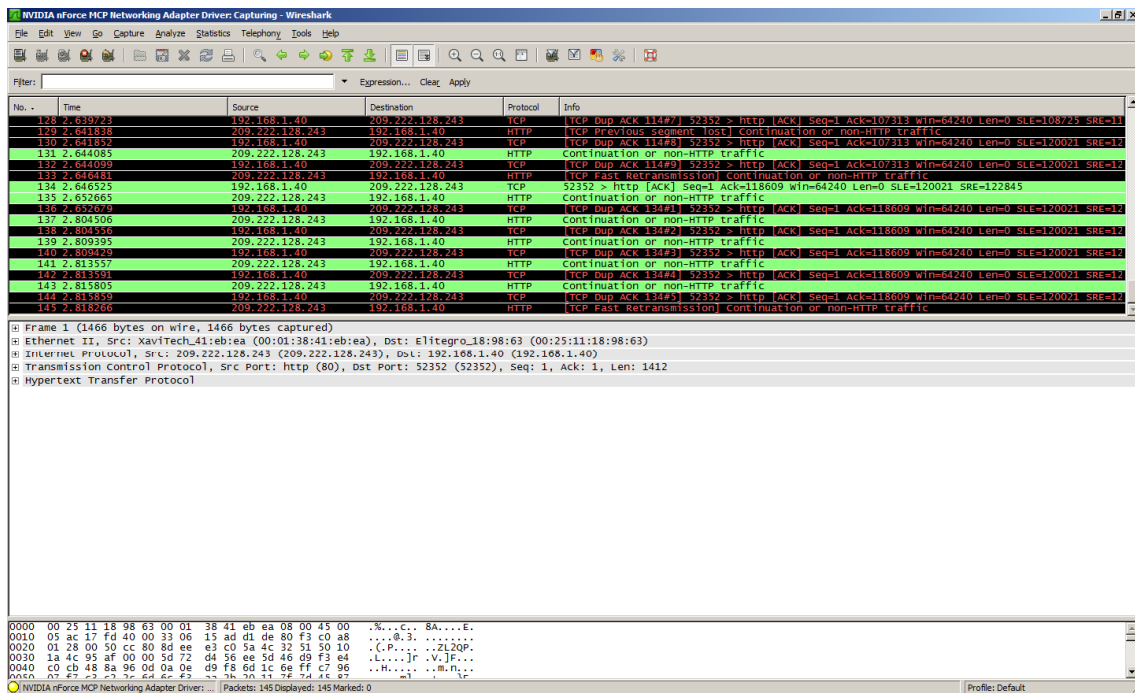 NVIDIA nForce MCP Networking Adapter Driver: Capturing - Wireshark
File Edit View Go Capture Analyze Statistics Telephony Tools Help
Filter: Expression... Clear Apply
No. - Time Source Destination Protocol Info
128 2.639723 192.168.1.40 209.222.128.243 TCP [TCP Dup ACK 114#7] 52352 > http [ACK] Seq=1 Ack=107313 Win=64240 Len=0 SLE=108725 SRE=11
129 2.641838 209.222.128.243 192.168.1.40 HTTP [TCP Previous segment lost] Continuation or non-HTTP traffic
130 2.641852 192.168.1.40 209.222.128.243 TCP [TCP Dup ACK 114#8] 52352 > http [ACK] Seq=1 Ack=107313 Win=64240 Len=0 SLE=120021 SRE=12
131 2.644085 209.222.128.243 192.168.1.40 HTTP Continuation or non-HTTP traffic
132 2.644099 192.168.1.40 209.222.128.243 TCP [TCP Dup ACK 114#9] 52352 > http [ACK] Seq=1 Ack=107313 Win=64240 Len=0 SLE=120021 SRE=12
133 2.646481 209.222.128.243 192.168.1.40 HTTP [TCP Fast Retransmission] Continuation or non-HTTP traffic
134 2.646525 192.168.1.40 209.222.128.243 TCP 52352 > http [ACK] Seq=1 Ack=118609 Win=64240 Len=0 SLE=120021 SRE=122845
135 2.652665 209.222.128.243 192.168.1.40 HTTP Continuation or non-HTTP traffic
136 2.652679 192.168.1.40 209.222.128.243 TCP [TCP Dup ACK 134#1] 52352 > http [ACK] Seq=1 Ack=118609 Win=64240 Len=0 SLE=120021 SRE=12
137 2.804506 209.222.128.243 192.168.1.40 HTTP Continuation or non-HTTP traffic
138 2.804556 192.168.1.40 209.222.128.243 TCP [TCP Dup ACK 134#2] 52352 > http [ACK] Seq=1 Ack=118609 Win=64240 Len=0 SLE=120021 SRE=12
139 2.809395 209.222.128.243 192.168.1.40 HTTP Continuation or non-HTTP traffic
140 2.809429 192.168.1.40 209.222.128.243 TCP [TCP Dup ACK 134#3] 52352 > http [ACK] Seq=1 Ack=118609 Win=64240 Len=0 SLE=120021 SRE=12
141 2.813557 209.222.128.243 192.168.1.40 HTTP Continuation or non-HTTP traffic
142 2.813591 192.168.1.40 209.222.128.243 TCP [TCP Dup ACK 134#4] 52352 > http [ACK] Seq=1 Ack=118609 Win=64240 Len=0 SLE=120021 SRE=12
143 2.815805 209.222.128.243 192.168.1.40 HTTP Continuation or non-HTTP traffic
144 2.815859 192.168.1.40 209.222.128.243 TCP [TCP Dup ACK 134#5] 52352 > http [ACK] Seq=1 Ack=118609 Win=64240 Len=0 SLE=120021 SRE=12
145 2.818266 209.222.128.243 192.168.1.40 HTTP [TCP Fast Retransmission] Continuation or non-HTTP traffic
Frame 1 (1466 bytes on wire, 1466 bytes captured)
Ethernet II, Src: XaviTech_41:eb:ea (00:01:38:41:eb:ea), Dst: Elitegro_18:98:63 (00:25:11:18:98:63)
Internet Protocol, Src: 209.222.128.243 (209.222.128.243), Dst: 192.168.1.40 (192.168.1.40)
Transmission Control Protocol, Src Port: http (80), Dst Port: 52352 (52352), Seq: 1, Ack: 1, Len: 1412
Hypertext Transfer Protocol
0000 00 25 11 18 98 63 00 01 38 41 eb ea 08 00 45 00 .%...c.. 8A....E.
0010 05 ac 17 fd 40 00 33 06 15 ad d1 de 80 f3 c0 a8 ....@.3. ........
0020 01 28 00 50 cc 80 8d ee e3 c0 5a 4c 32 51 50 10 .(.P.... ..ZL2QP.
0030 1a 4c 95 af 00 00 5d 72 d4 56 ee 5d 46 d9 f3 e4 .L....]r .V.]F...
0040 c0 cb 48 8a 96 0d 0a 0e d9 f8 6d 1c 6e ff c7 96 ..H..... ..m.n...
NVIDIA nForce MCP Networking Adapter Driver: ... Packets: 145 Displayed: 145 Marked: 0 Profile: Default